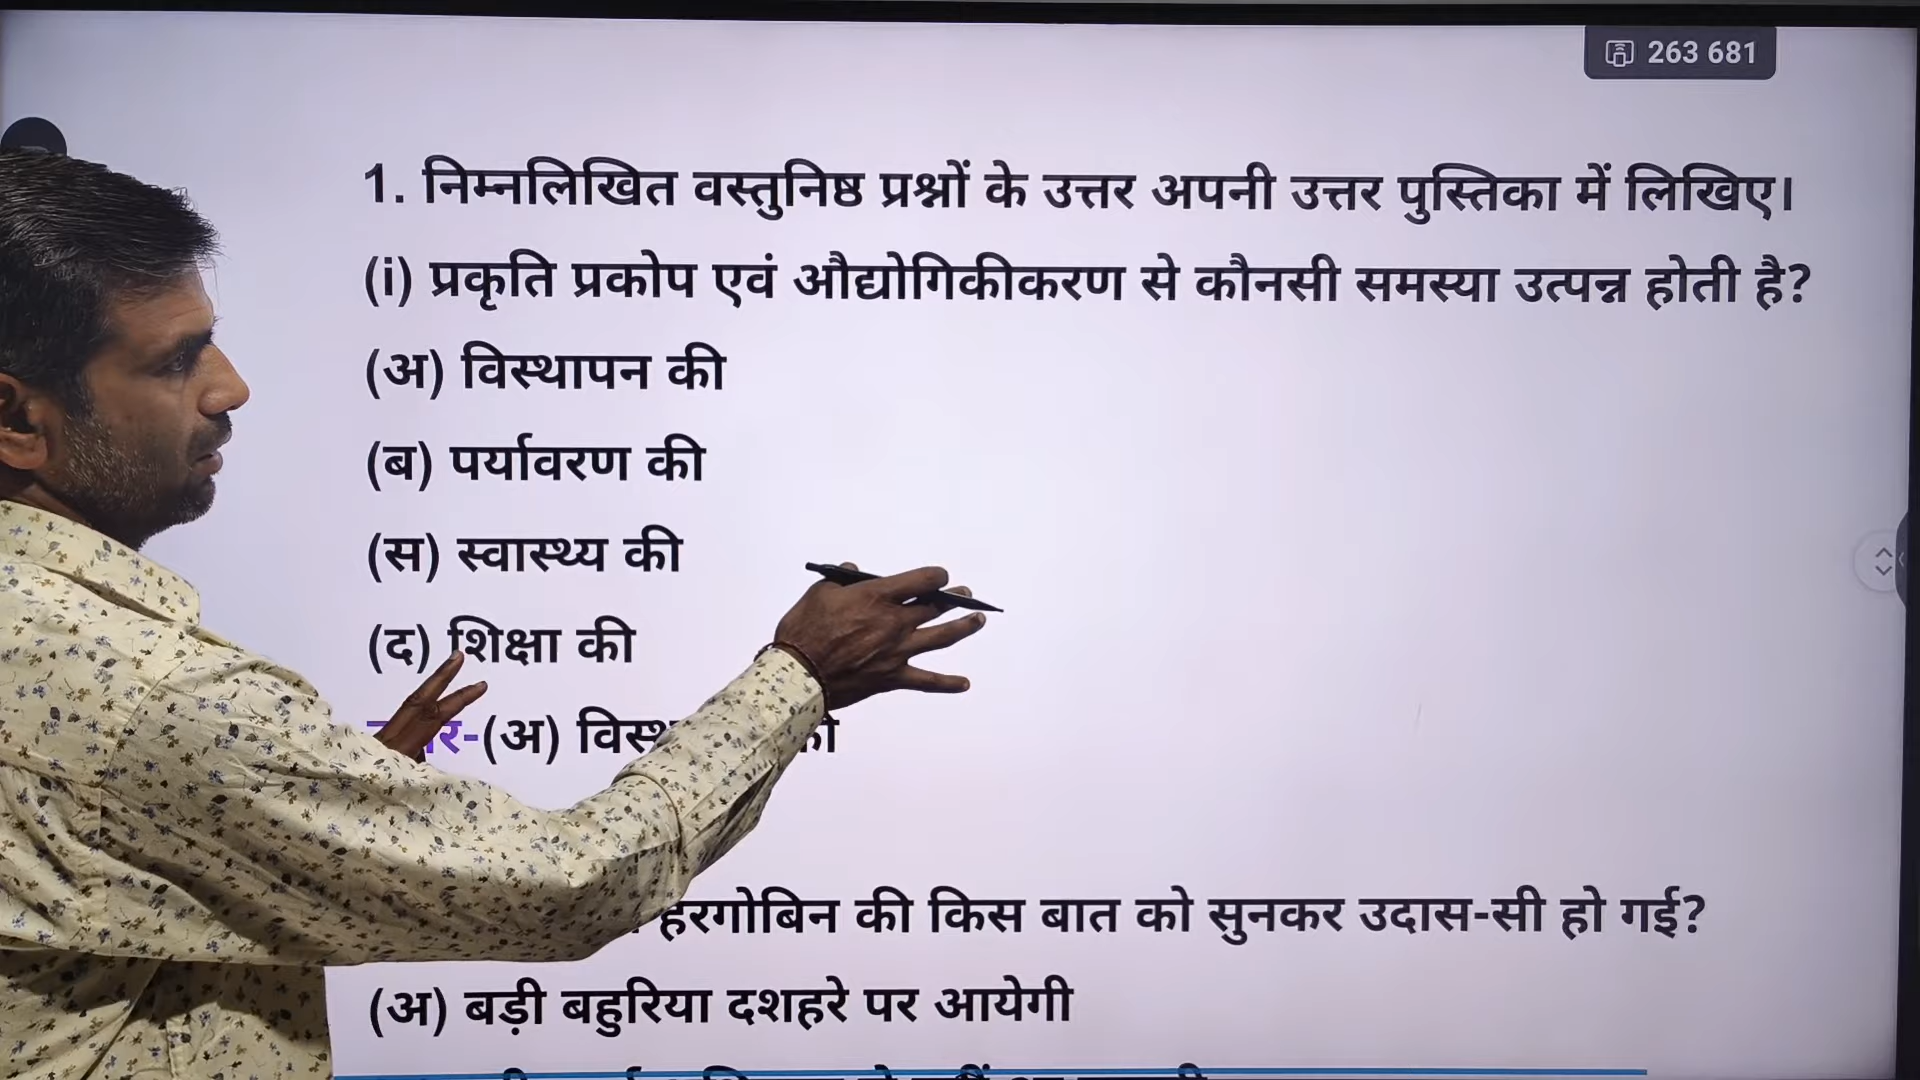 263 681
1. निम्नलिखित वस्तुनिष्ठ प्रश्नों के उत्तर अपनी उत्तर पुस्तिका में लिखिए।
(i) प्रकृति प्रकोप एवं औद्योगिकीकरण से कौनसी समस्या उत्पन्न होती है?
(अ) विस्थापन की
(ब) पर्यावरण की
(स) स्वास्थ्य की
(द) शिक्षा की
(अ)
हरगोबिन की किस बात को सुनकर उदास-सी हो गई?
(अ) बड़ी बहुरिया दशहरे पर आयेगी